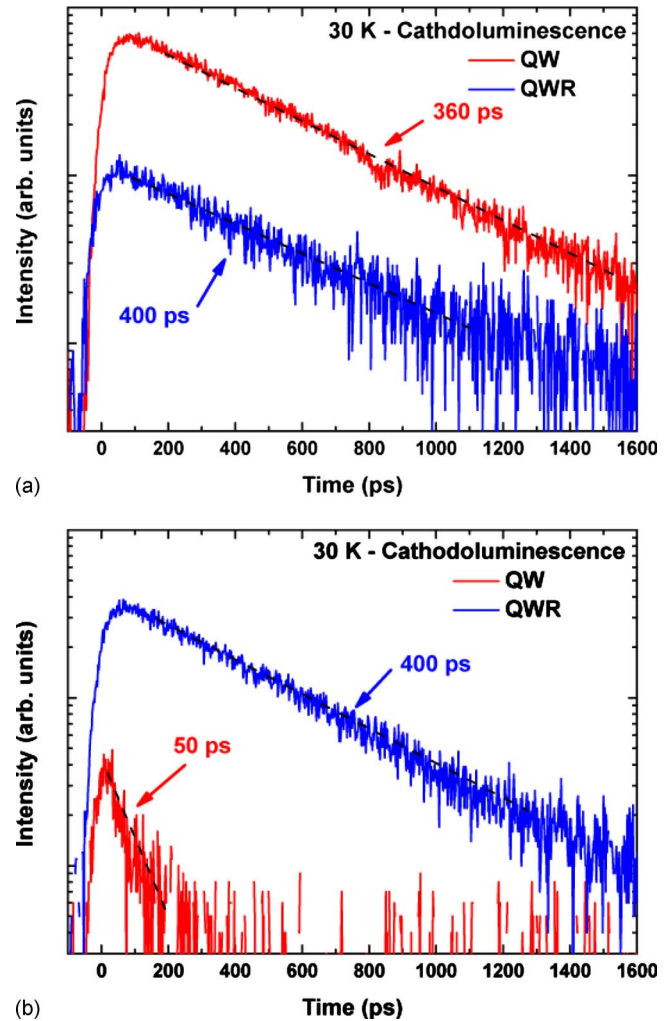 30 K - Cathdoluminescence
QW
QWR
360 ps
400 ps
Intensity (arb. units)
0 200 400 600 800 1000 1200 1400 1600
Time (ps)
(a)
30 K - Cathodoluminescence
QW
QWR
400 ps
50 ps
Intensity (arb. units)
0 200 400 600 800 1000 1200 1400 1600
Time (ps)
(b)